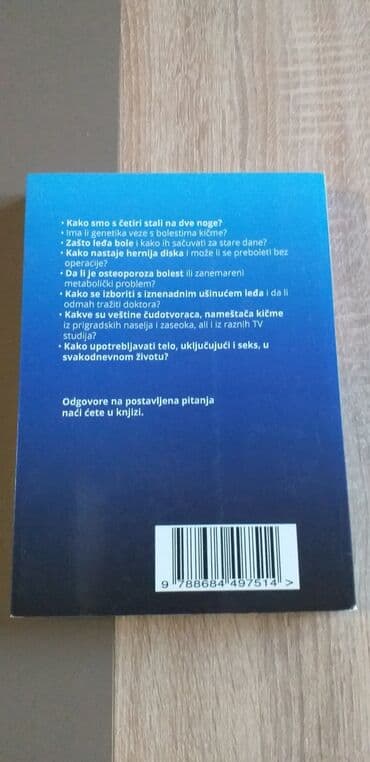 • Kako smo s četiri stali na dve noge?
• Ima li genetika veze s bolestima kičme?
• Zašto leđa bole i kako ih sačuvati za stare dane?
• Kako nastaje hernija diska i može li se preboleti bez
operacije?
• Da li je osteoporoza bolest ili zanemareni
metabolički problem?
• Kako se izboriti s iznenadnim ušinućem leđa i da li
odmah tražiti doktora?
• Kakve su veštine čudotvoraca, nameštača kičme
iz prigradskih naselja i zaseoka, ali i iz raznih TV
studija?
• Kako upotrebljavati telo, uključujući i seks, u
svakodnevnom životu?
Odgovore na postavljena pitanja
naći ćete u knjizi.
9 788684 497514 >